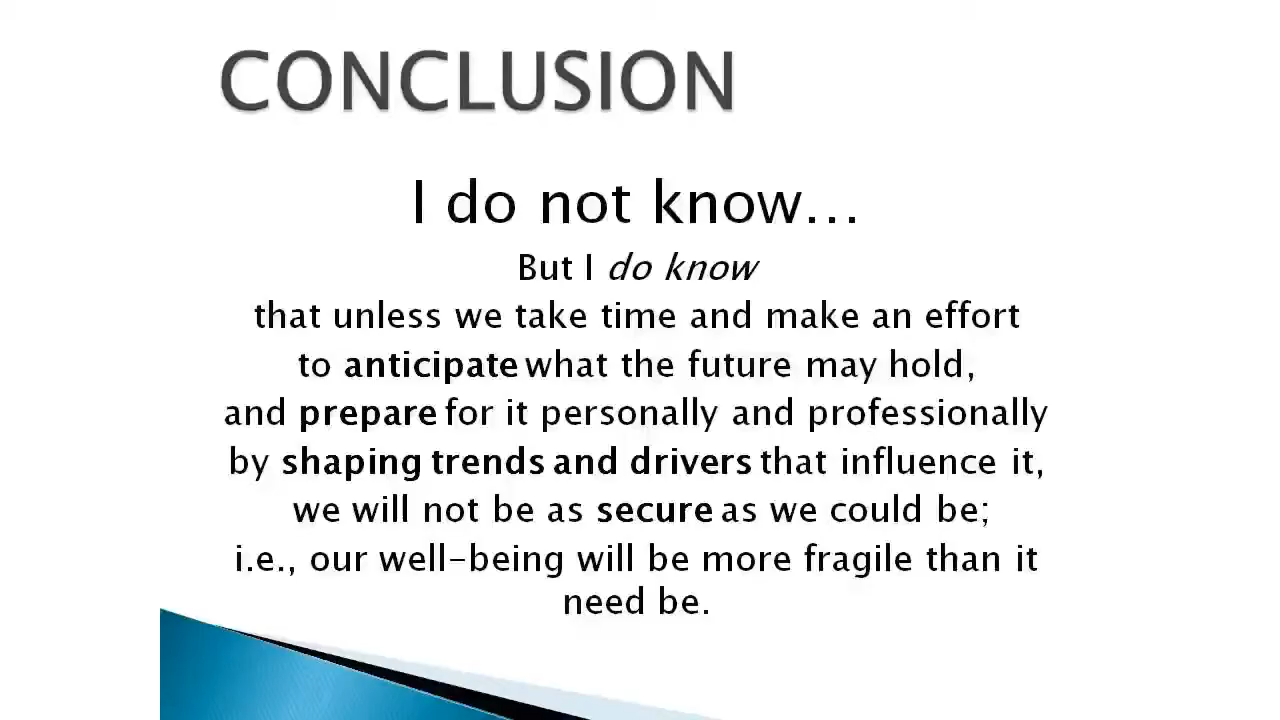 CONCLUSION
I do not know…
But I do know
that unless we take time and make an effort
to anticipate what the future may hold,
and prepare for it personally and professionally
by shaping trends and drivers that influence it,
we will not be as secure as we could be;
i.e., our well-being will be more fragile than it
need be.